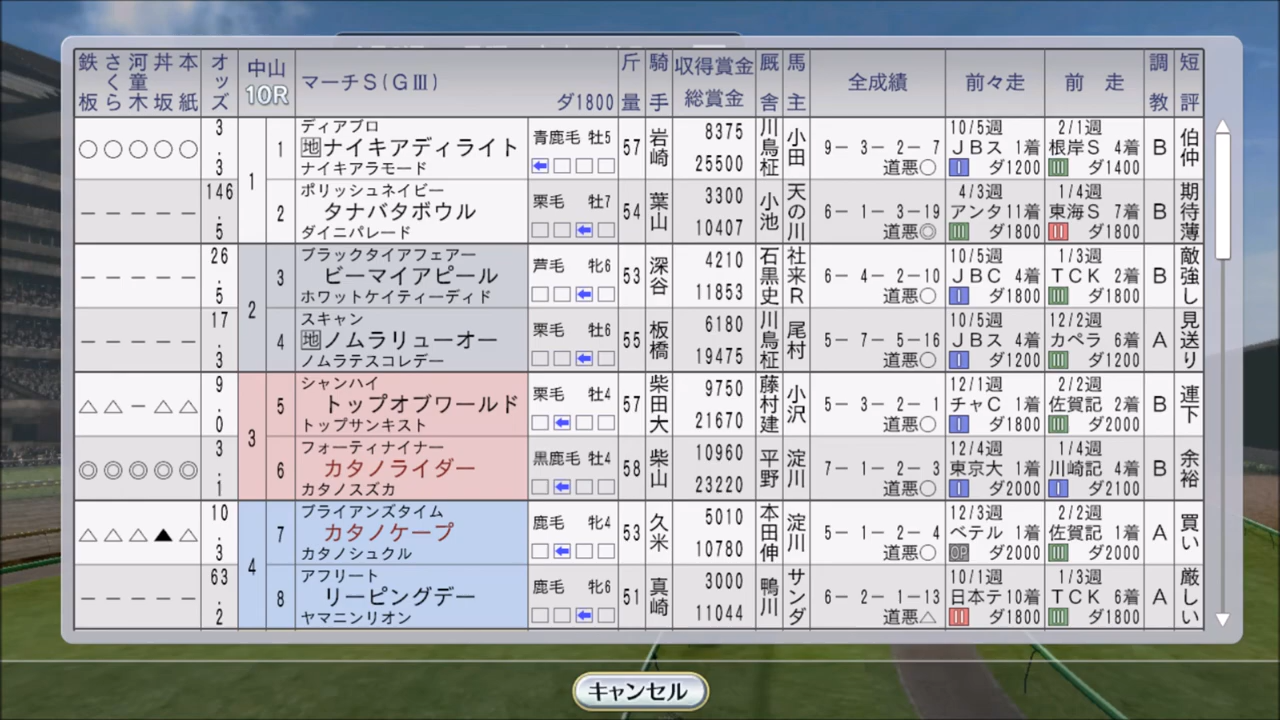 鉄板 さくら 河童木 丼坂 本紙 オッズ 中山 10R マーチS(GⅢ) ダ1800 斤量 騎手 収得賞金 総賞金 厩舎 馬主 全成績 前々走 前 走 調教 短評
○○○○○ 3.3 1 1 ディアブロ 青鹿毛 牡5 57 岩崎 8375 川島柾 小田 9－3－2－7 10/5週 2/1週 B 伯仲
地ナイキアディライト 25500 道悪○ JBス 1着 根岸S 4着
ナイキアラモード Ⅰ ダ1200 Ⅲ ダ1400
－－－－－ 146.5 2 ポリッシュネイビー 栗毛 牡7 54 葉山 3300 小池 天の川 6－1－3－19 4/3週 1/4週 B 期待薄
タナバタボウル 10407 道悪◎ アンタ11着 東海S 7着
ダイニパレード Ⅲ ダ1800 Ⅱ ダ1800
－－－－－ 26.5 2 3 ブラックタイアフェアー 芦毛 牝6 53 深谷 4210 石黒史 社来R 6－4－2－10 10/5週 1/3週 B 敵強し
ビーマイアピール 11853 道悪○ JBC 4着 TCK 2着
ホワットケイティーディド Ⅰ ダ1800 Ⅲ ダ1800
－－－－－ 17.3 4 スキャン 栗毛 牡6 55 板橋 6180 川島柾 尾村 5－7－5－16 10/5週 12/2週 A 見送り
地ノムラリューオー 19475 道悪○ JBス 4着 カペラ 6着
ノムラテスコレデー Ⅰ ダ1200 Ⅲ ダ1200
△△－△△ 9.0 3 5 シャンハイ 栗毛 牡4 57 柴田大 9750 藤村建 小沢 5－3－2－1 12/1週 2/2週 B 連下
トップオブワールド 21670 道悪○ チャC 1着 佐賀記 2着
トップサンキスト Ⅰ ダ1800 Ⅲ ダ2000
◎◎◎◎◎ 3.1 6 フォーティナイナー 黒鹿毛 牡4 58 柴山 10960 平野 淀川 7－1－2－3 12/4週 1/4週 B 余裕
カタノライダー 23220 道悪○ 東京大 1着 川崎記 4着
カタノスズカ Ⅰ ダ2000 Ⅰ ダ2100
△△△▲△ 10.3 4 7 ブライアンズタイム 鹿毛 牝4 53 久米 5010 本田伸 淀川 5－1－2－4 12/3週 2/2週 A 買い
カタノケープ 10780 道悪○ ベテル 1着 佐賀記 1着
カタノシュクル OP ダ2000 Ⅲ ダ2000
－－－－－ 63.2 8 アフリート 鹿毛 牝6 51 真崎 3000 鴨川 サンダ 6－2－1－13 10/1週 1/3週 A 厳しい
リーピングデー 11044 道悪△ 日本テ10着 TCK 6着
ヤマニンリオン Ⅱ ダ1800 Ⅲ ダ1800
キャンセル